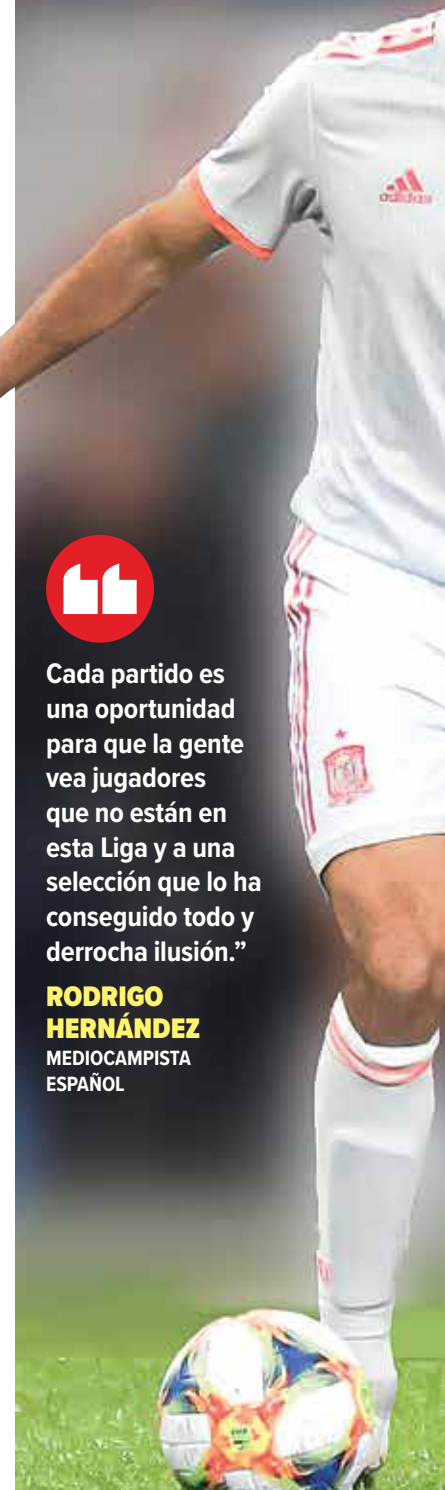 adidas
Cada partido es
una oportunidad
para que la gente
vea jugadores
que no están en
esta Liga y a una
selección que lo ha
conseguido todo y
derrocha ilusión.”
RODRIGO
HERNÁNDEZ
MEDIOCAMPISTA
ESPAÑOL